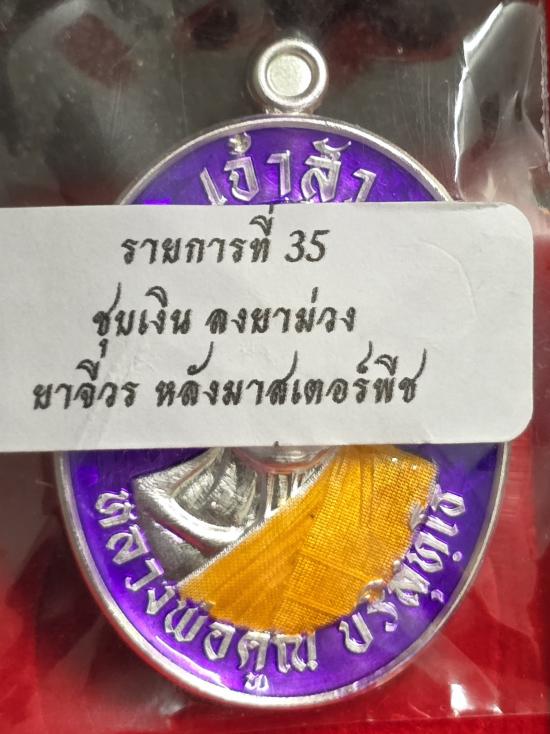 เจ้าสัว
รายการที่ 35
ชุบเงิน ลงยาม่วง
ยาจีวร หลังมาสเตอร์พีช
หลวงพ่อคูณ ปริสุทฺโธ